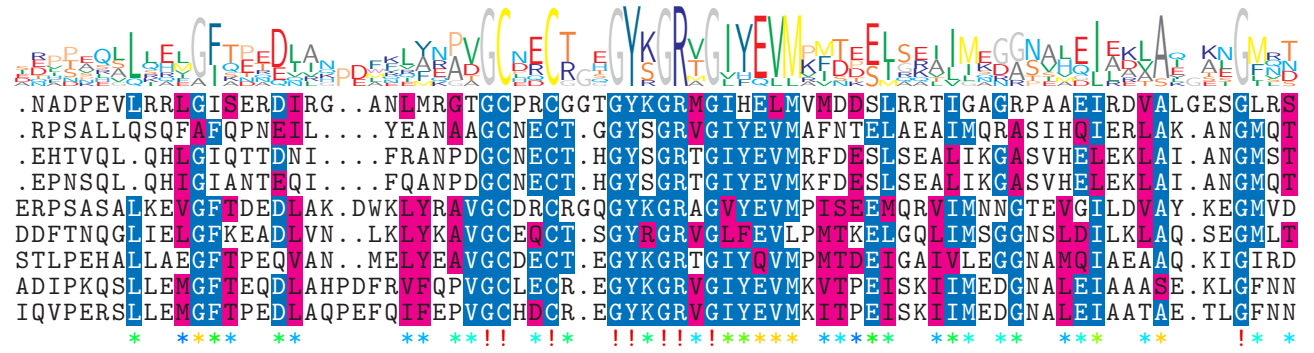 .NADPEVLRRLGISERDIRG..ANLMRGTGCPRCGGTGYKGRMGIHELMVMDDSLRRTIGAGRPAAEIRDVALGESGLRS
.RPSALLQSQFAFQPNEIL....YEANAAGCNECT.GGYSGRVGIYEVMAFNTELAEAIMQRASIHQIERLAK.ANGMQT
.EHTVQL.QHLGIQTTDNI....FRANPDGCNECT.HGYSGRTGIYEVMRFDESLSEALIKGASVHELEKLAI.ANGMST
.EPNSQL.QHIGIANTEQI....FQANPDGCNECT.HGYSGRTGIYEVMKFDESLSEALIKGASVHELEKLAI.ANGMQT
ERPSASALKEVGFTDEDLAK.DWKLYRAVGCDRCRGQGYKGRAGVYEVMPISEEMQRVIMNNGTEVGILDVAY.KEGMVD
DDFTNQGLIELGFKEADLVN..LKLYKAVGCEQCT.SGYRGRVGLFEVLPMTKELGQLIMSGGNSLDILKLAQ.SEGMLT
STLPEHALLAEGFTPEQVAN..MELYEAVGCDECT.EGYKGRTGIYQVMPMTDEIGAIVLEGGNAMQIAEAAQ.KIGIRD
ADIPKQSLLEMGFTEQDLAHPDFRVFQPVGCLECR.EGYKGRVGIYEMMKVTPEISKIIMEDGNALEIAAASE.KLGFNN
IQVPERSLLEMGFTPEDLAQPEFQIFEPVGCHDCR.EGYKGRVGIYEVMKITPEISKIIMEDGNALEIAATAE.TLGFNN